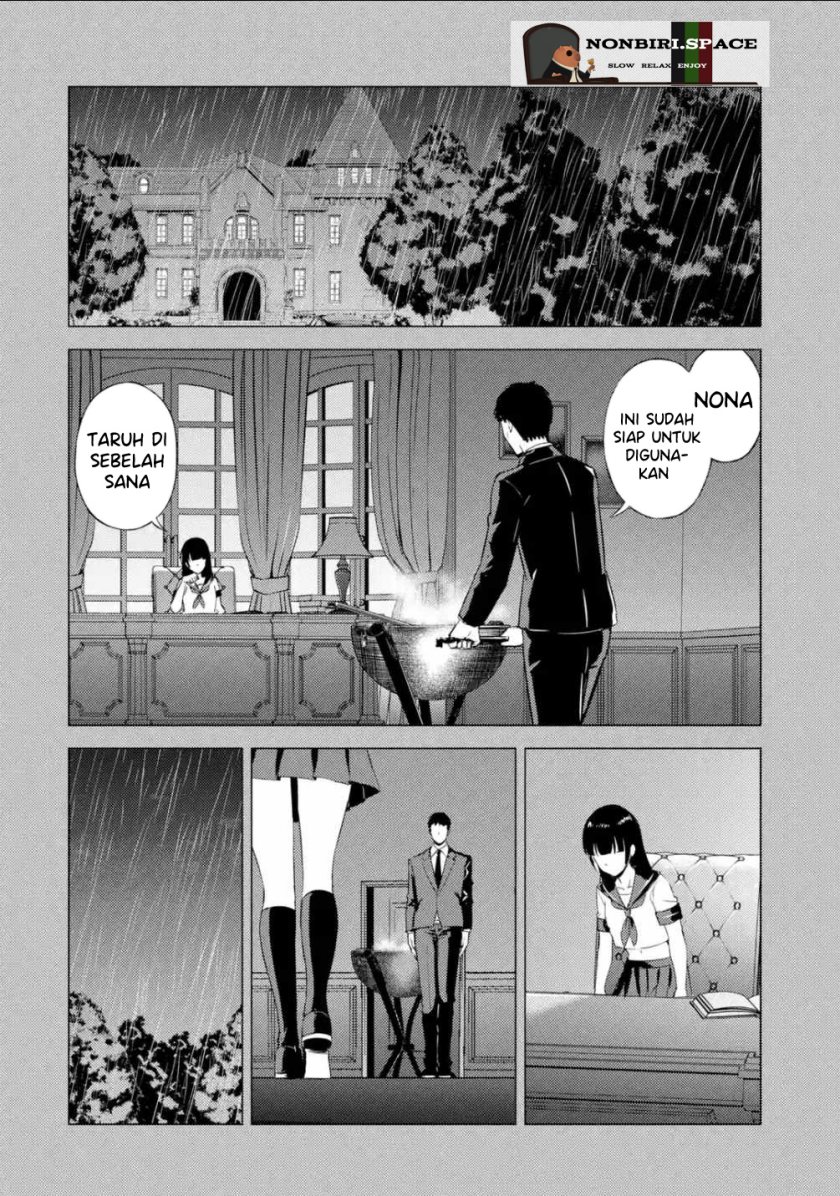 NONBIRI.SPACE
SLOW RELAX ENJOY
NONA
INI SUDAH
SIAP UNTUK
DIGUNA-
KAN
TARUH DI
SEBELAH
SANA